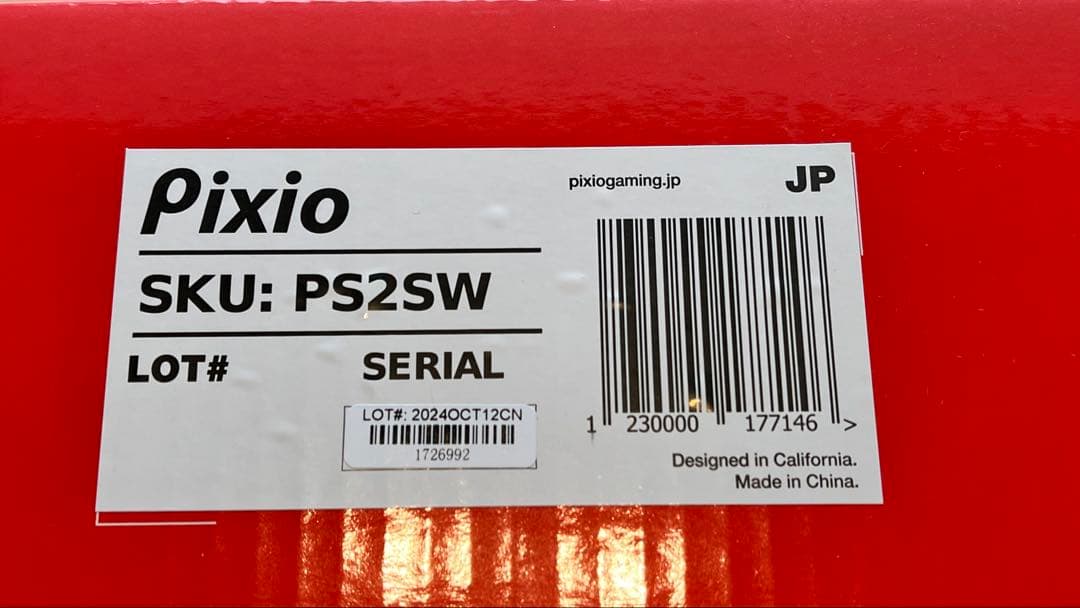 Pixio
SKU: PS2SW
LOT#
SERIAL
LOT#: 2024OCT12CN
1726992
pixiogaming.jp
JP
1 230000 177146 >
Designed in California.
Made in China.